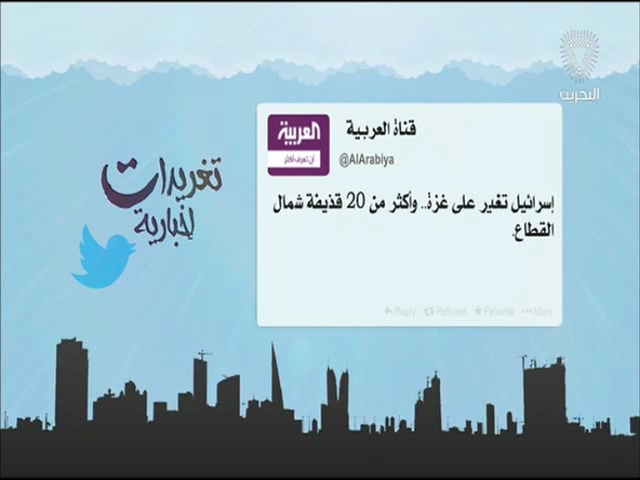 البحرين
العربية
أن تعرف أكثر
قناة العربية
@AlArabiya
تغريدات
إخبارية
إسرائيل تغير على غزة.. وأكثر من 20 قذيفة شمال
القطاع.
Reply Retweet Favorite More